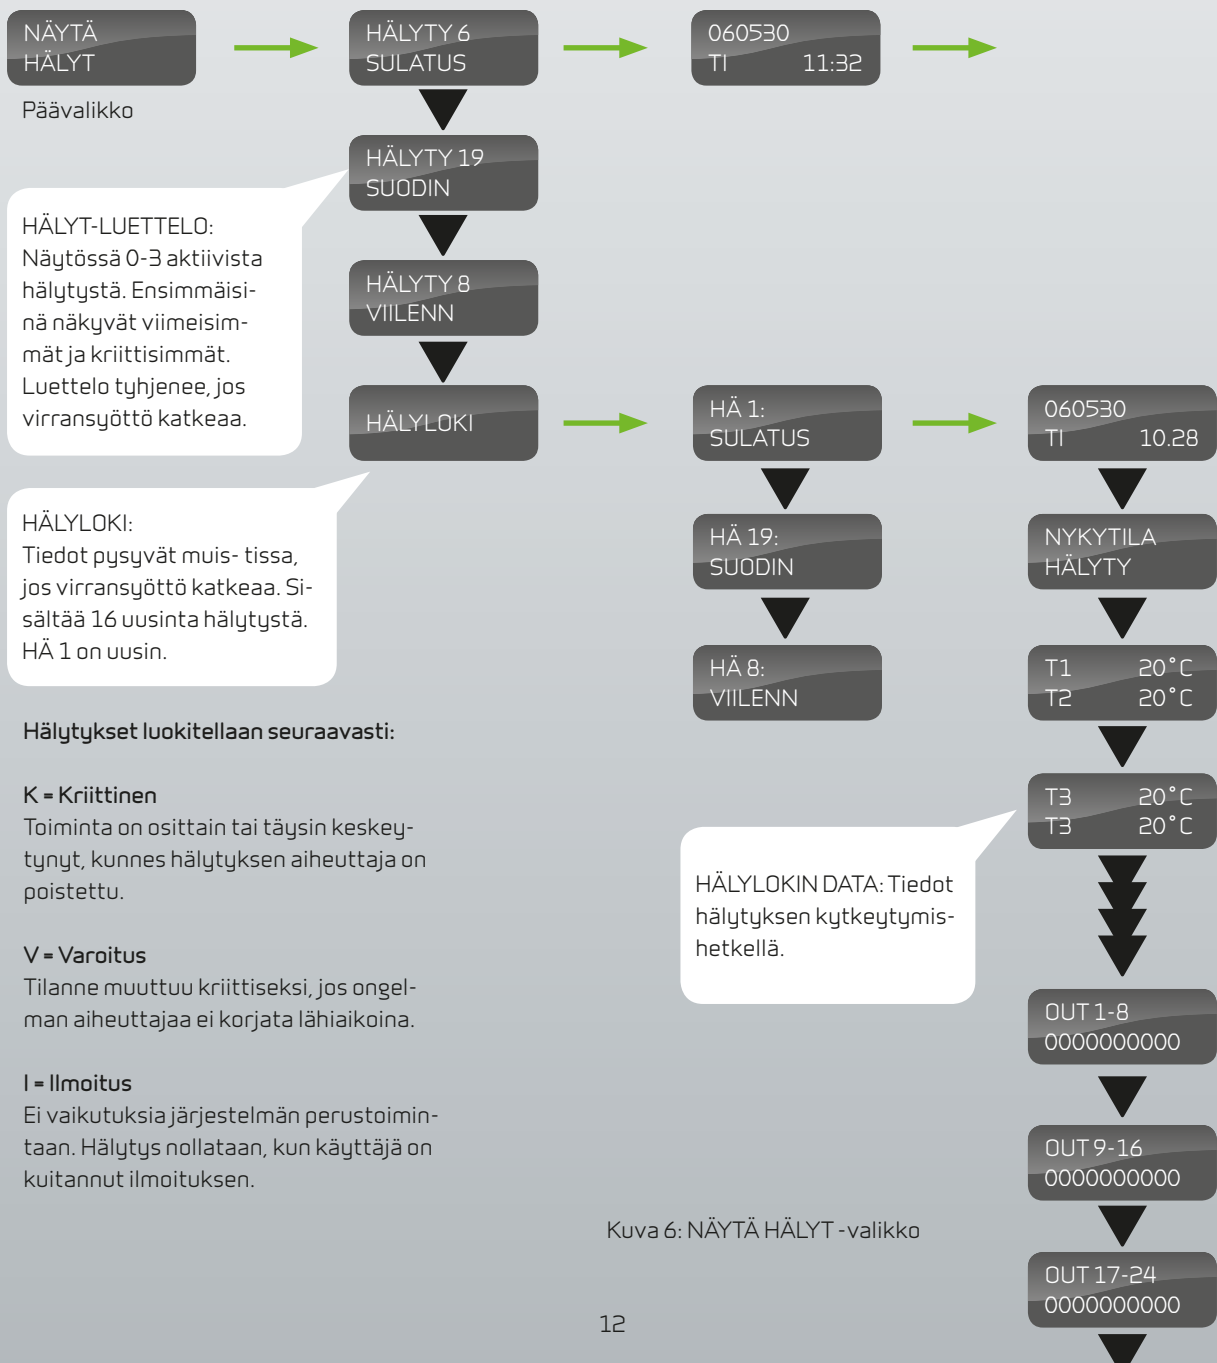 NÄYTÄ
HÄLYT
Päävalikko
HÄLYTY 6
SULATUS
060530
TI 11:32
HÄLYTY 19
SUODIN
HÄLYTY 8
VIILENN
HÄLYLOKI
HÄLYT-LUETTELO:
Näytössä 0-3 aktiivista
hälytystä. Ensimmäisi-
nä näkyvät viimeisim-
mät ja kriittisimmät.
Luettelo tyhjenee, jos
virransyöttö katkeaa.
HÄLYLOKI:
Tiedot pysyvät muis- tissa,
jos virransyöttö katkeaa. Si-
sältää 16 uusinta hälytystä.
HÄ 1 on uusin.
HÄ 1:
SULATUS
HÄ 19:
SUODIN
HÄ 8:
VIILENN
060530
TI 10.28
NYKYTILA
HÄLYTY
T1 20°C
T2 20°C
T3 20°C
T3 20°C
HÄLYLOKIN DATA: Tiedot
hälytyksen kytkeytymis-
hetkellä.
OUT 1-8
0000000000
OUT 9-16
0000000000
OUT 17-24
0000000000
Hälytykset luokitellaan seuraavasti:
K = Kriittinen
Toiminta on osittain tai täysin keskey-
tynyt, kunnes hälytyksen aiheuttaja on
poistettu.
V = Varoitus
Tilanne muuttuu kriittiseksi, jos ongel-
man aiheuttajaa ei korjata lähiaikoina.
I = Ilmoitus
Ei vaikutuksia järjestelmän perustoimin-
taan. Hälytys nollataan, kun käyttäjä on
kuitannut ilmoituksen.
Kuva 6: NÄYTÄ HÄLYT -valikko
12